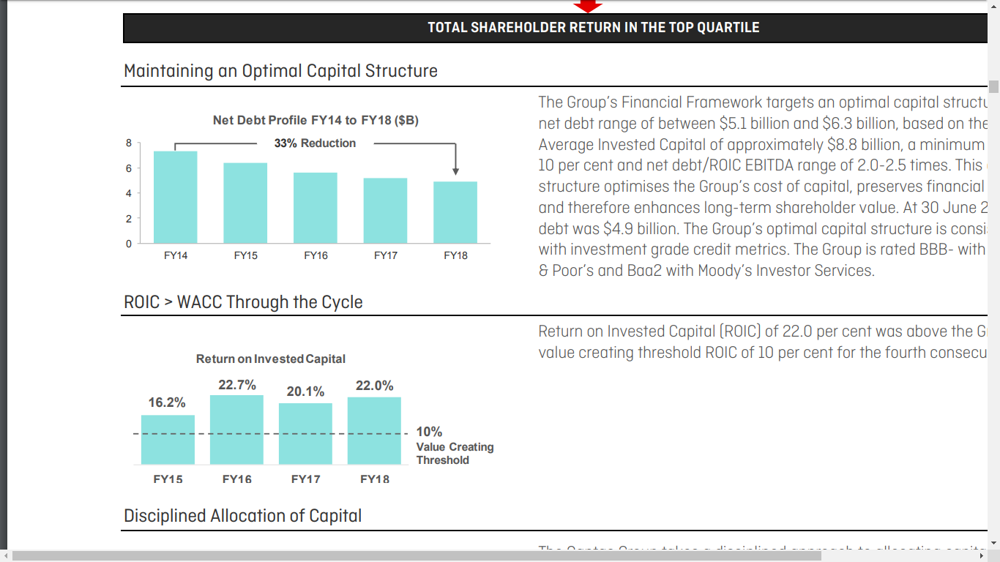 TOTAL SHAREHOLDER RETURN IN THE TOP QUARTILE
Maintaining an Optimal Capital Structure
Net Debt Profile FY14 to FY18 ($B)
33% Reduction
8
6
4
2
0
FY14 FY15 FY16 FY17 FY18
The Group's Financial Framework targets an optimal capital
net debt range of between $5.1 billion and $6.3 billion, based on the
Average Invested Capital of approximately $8.8 billion, a minimum
10 per cent and net debt/ROIC EBITDA range of 2.0-2.5 times. This
structure optimises the Group's cost of capital, preserves financial
and therefore enhances long-term shareholder value. At 30 June 2
debt was $4.9 billion. The Group's optimal capital structure is
with investment grade credit metrics. The Group is rated BBB- with
& Poor's and Baa2 with Moody's Investor Services.
ROIC > WACC Through the Cycle
Return on Invested Capital
16.2% 22.7% 20.1% 22.0%
10%
Value Creating
Threshold
FY15 FY16 FY17 FY18
Return on Invested Capital (ROIC) of 22.0 per cent was above the
value creating threshold ROIC of 10 per cent for the fourth
Disciplined Allocation of Capital